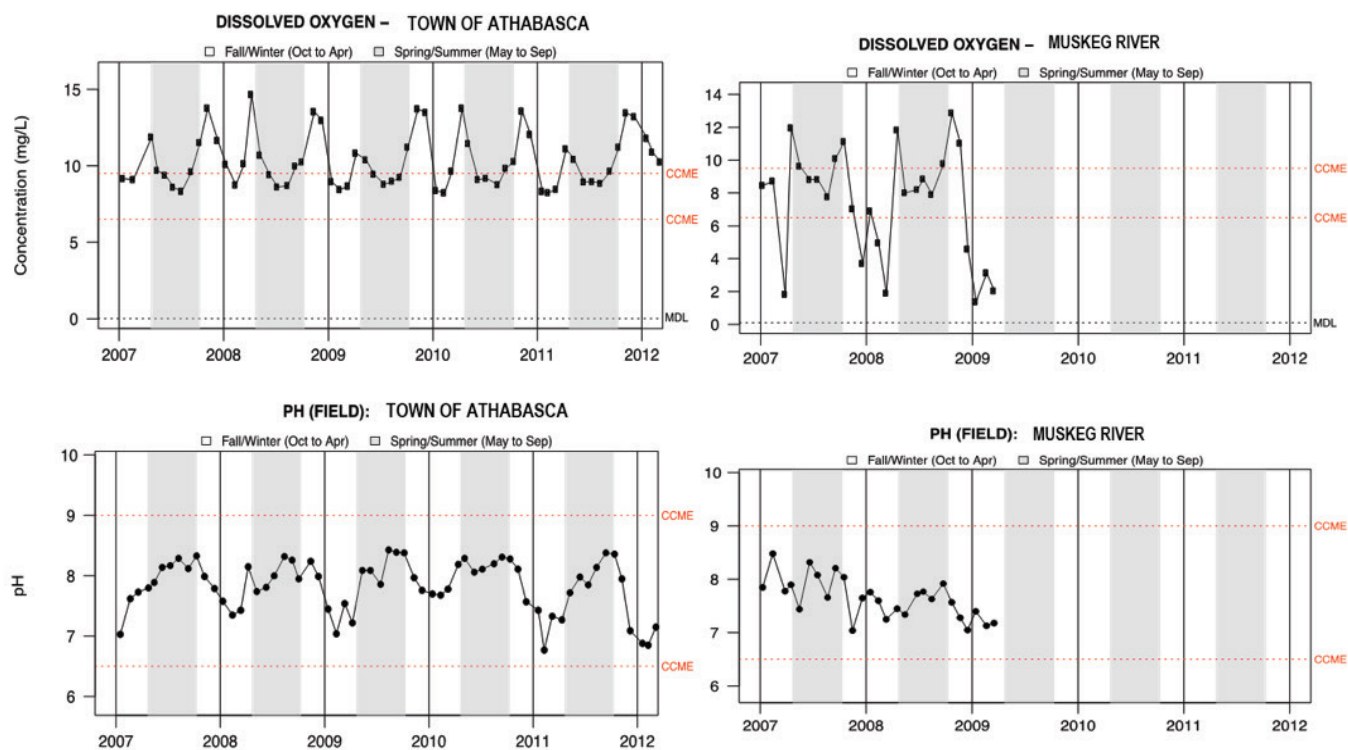 DISSOLVED OXYGEN – TOWN OF ATHABASCA
Fall/Winter (Oct to Apr) Spring/Summer (May to Sep)
Concentration (mg/L)
15
10
5
0
CCME
CCME
MDL
2007 2008 2009 2010 2011 2012
DISSOLVED OXYGEN – MUSKEG RIVER
Fall/Winter (Oct to Apr) Spring/Summer (May to Sep)
14
12
10
8
6
4
2
0
CCME
CCME
MDL
2007 2008 2009 2010 2011 2012
PH (FIELD): TOWN OF ATHABASCA
Fall/Winter (Oct to Apr) Spring/Summer (May to Sep)
pH
10
9
8
7
6
CCME
CCME
2007 2008 2009 2010 2011 2012
PH (FIELD): MUSKEG RIVER
Fall/Winter (Oct to Apr) Spring/Summer (May to Sep)
10
9
8
7
6
CCME
CCME
2007 2008 2009 2010 2011 2012